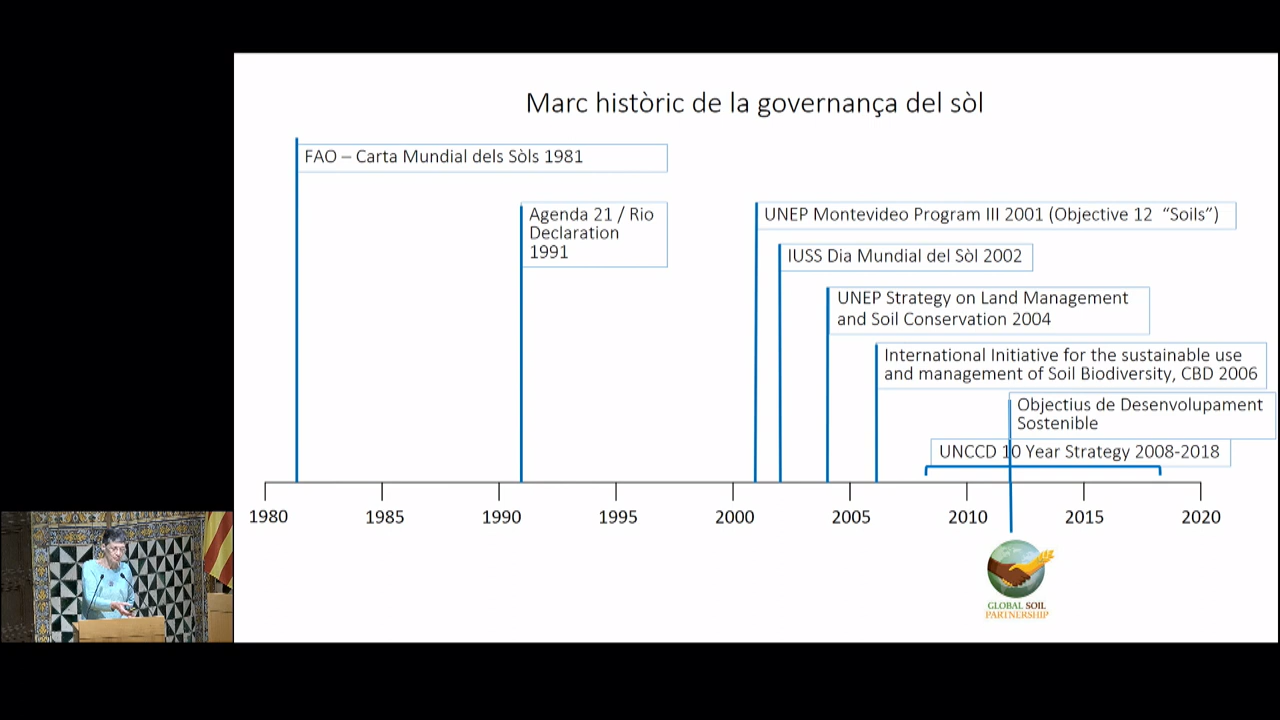 Marc històric de la governança del sòl
FAO – Carta Mundial dels Sòls 1981
Agenda 21 / Rio
Declaration
1991
UNEP Montevideo Program III 2001 (Objective 12 “Soils”)
IUSS Dia Mundial del Sòl 2002
UNEP Strategy on Land Management
and Soil Conservation 2004
International Initiative for the sustainable use
and management of Soil Biodiversity, CBD 2006
Objectius de Desenvolupament
Sostenible
UNCCD 10 Year Strategy 2008-2018
1980 1985 1990 1995 2000 2005 2010 2015 2020
GLOBAL SOIL
PARTNERSHIP